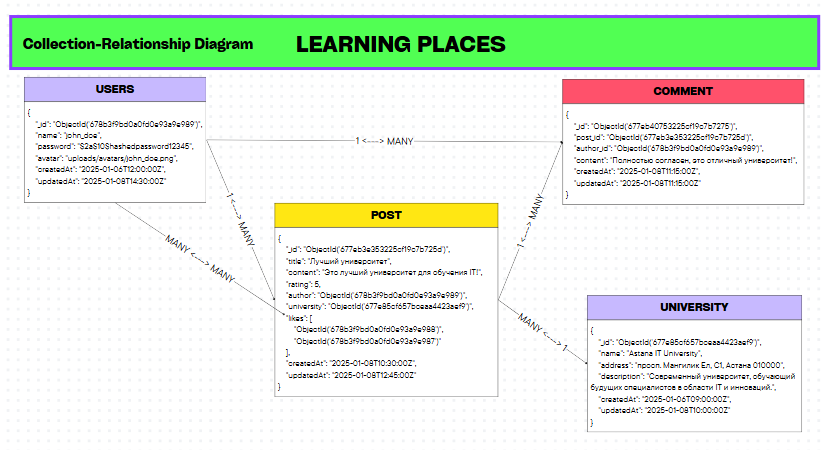 Collection-Relationship Diagram
LEARNING PLACES
USERS
{
"_id": "ObjectId('678b3f9bd0a0fd0e93a9e989')",
"name": "john_doe",
"password": "$2a$10$hashedpassword12345",
"avatar": "uploads/avatars/john_doe.png",
"createdAt": "2025-01-06T12:00:00Z",
"updatedAt": "2025-01-08T14:30:00Z"
}
1 <----> MANY
COMMENT
{
"_id": "ObjectId('677eb40753225cf19c7b7275')",
"post_id": "ObjectId('677eb3e353225cf19c7b725d')",
"author_id": "ObjectId('678b3f9bd0a0fd0e93a9e989')",
"content": "Полностью согласен, это отличный университет!",
"createdAt": "2025-01-08T11:15:00Z"
"updatedAt": "2025-01-08T11:15:00Z"
}
1 <----> MANY
MANY <----> MANY
POST
{
"_id": "ObjectId('677eb3e353225cf19c7b725d')",
"title": "Лучший университет",
"content": "Это лучший университет для обучения IT!",
"rating": 5,
"author": "ObjectId('678b3f9bd0a0fd0e93a9e989')",
"university": "ObjectId('677e85cf657bceaa4423aef9')",
"likes": [
"ObjectId('678b3f9bd0a0fd0e93a9e988')",
"ObjectId('678b3f9bd0a0fd0e93a9e987')"
],
"createdAt": "2025-01-08T10:30:00Z",
"updatedAt": "2025-01-08T12:45:00Z"
}
1 <----> MANY
MANY <----> 1
UNIVERSITY
{
"_id": "ObjectId('677e85cf657bceaa4423aef9')",
"name": "Astana IT University",
"address": "просп. Мангилик Ел, C1, Астана 010000",
"description": "Современный университет, обучающий
будущих специалистов в области IT и инноваций.",
"createdAt": "2025-01-06T09:00:00Z",
"updatedAt": "2025-01-08T10:00:00Z"
}